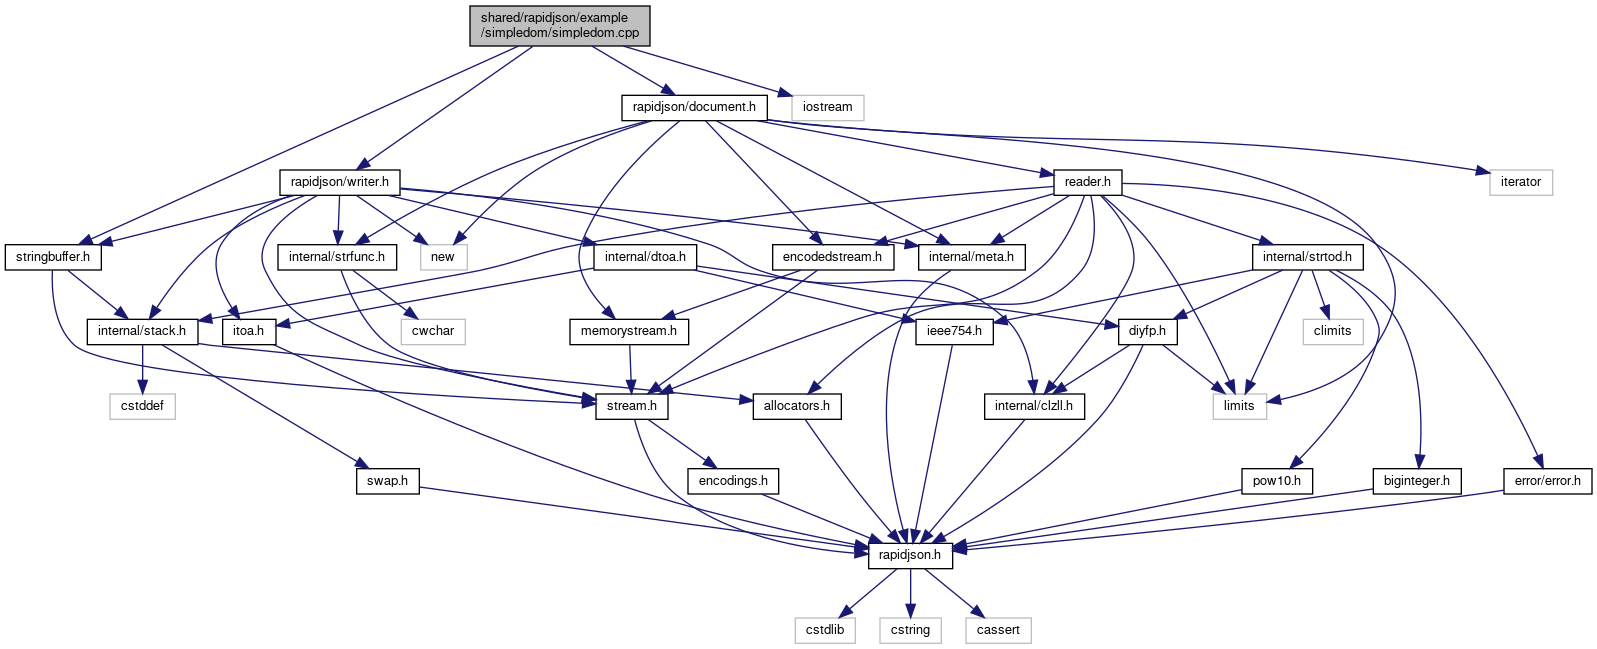 shared/rapidjson/example
/simpledom/simpledom.cpp
rapidjson/document.h
iostream
rapidjson/writer.h
reader.h
iterator
stringbuffer.h
internal/strfunc.h
new
internal/dtoa.h
encodedstream.h
internal/meta.h
internal/strtod.h
internal/stack.h
itoa.h
cwchar
memorystream.h
ieee754.h
diyfp.h
climits
cstddef
stream.h
allocators.h
internal/clzll.h
limits
swap.h
encodings.h
pow10.h
biginteger.h
error/error.h
rapidjson.h
cstdlib
cstring
cassert